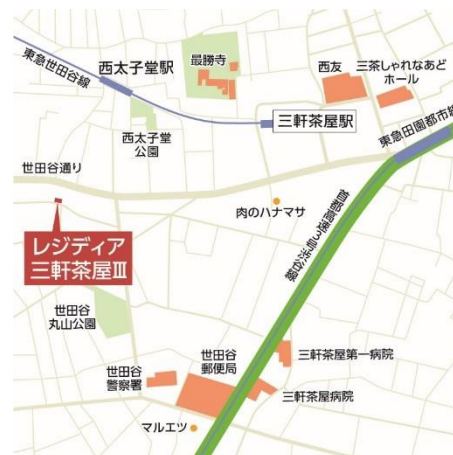 東急世田谷線
西太子堂駅
最勝寺
西友
三茶しゃれなあど
ホール
西太子堂
公園
三軒茶屋駅
東急田園都市線
世田谷通り
肉のハナマサ
首都高速3号渋谷線
レジディア
三軒茶屋Ⅲ
世田谷
丸山公園
世田谷
警察署
世田谷
郵便局
三軒茶屋第一病院
三軒茶屋病院
マルエツ